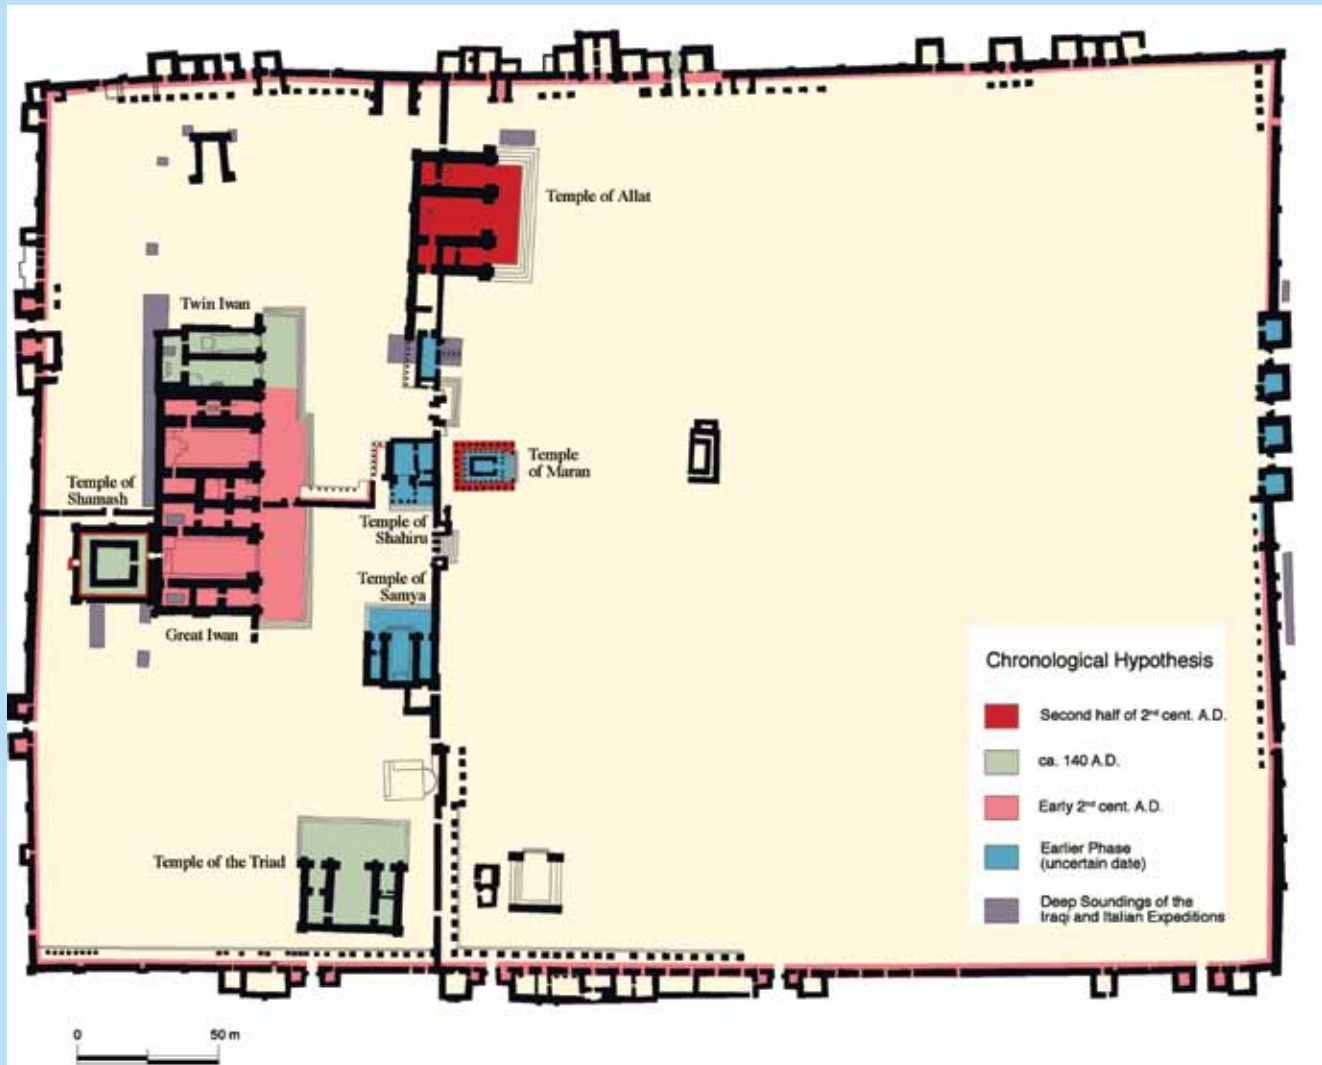 Temple of Allat
Twin Iwan
Temple
of Maran
Temple of
Shamash
Temple of
Shahiru
Temple of
Samya
Great Iwan
Chronological Hypothesis
Second half of 2nd cent. A.D.
ca. 140 A.D.
Early 2nd cent. A.D.
Earlier Phase
(uncertain date)
Deep Soundings of the
Iraqi and Italian Expeditions
Temple of the Triad
0 50 m